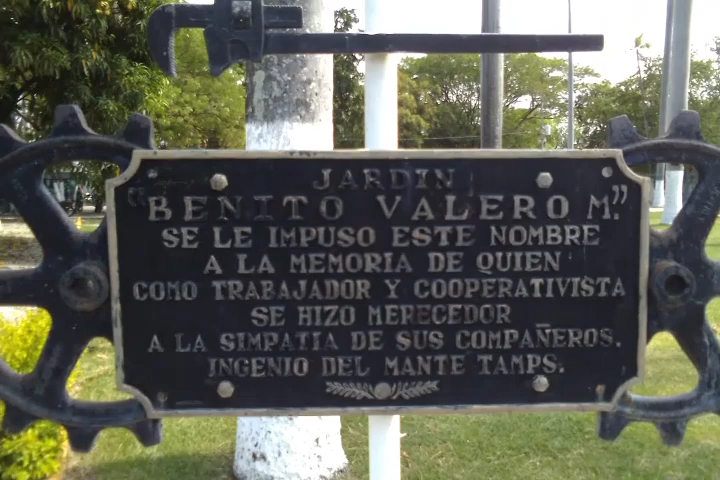 JARDIN
"BENITO VALERO M."
SE LE IMPUSO ESTE NOMBRE
A LA MEMORIA DE QUIEN
COMO TRABAJADOR Y COOPERATIVISTA
SE HIZO MERECEDOR
A LA SIMPATIA DE SUS COMPAÑEROS.
INGENIO DEL MANTE TAMPS.